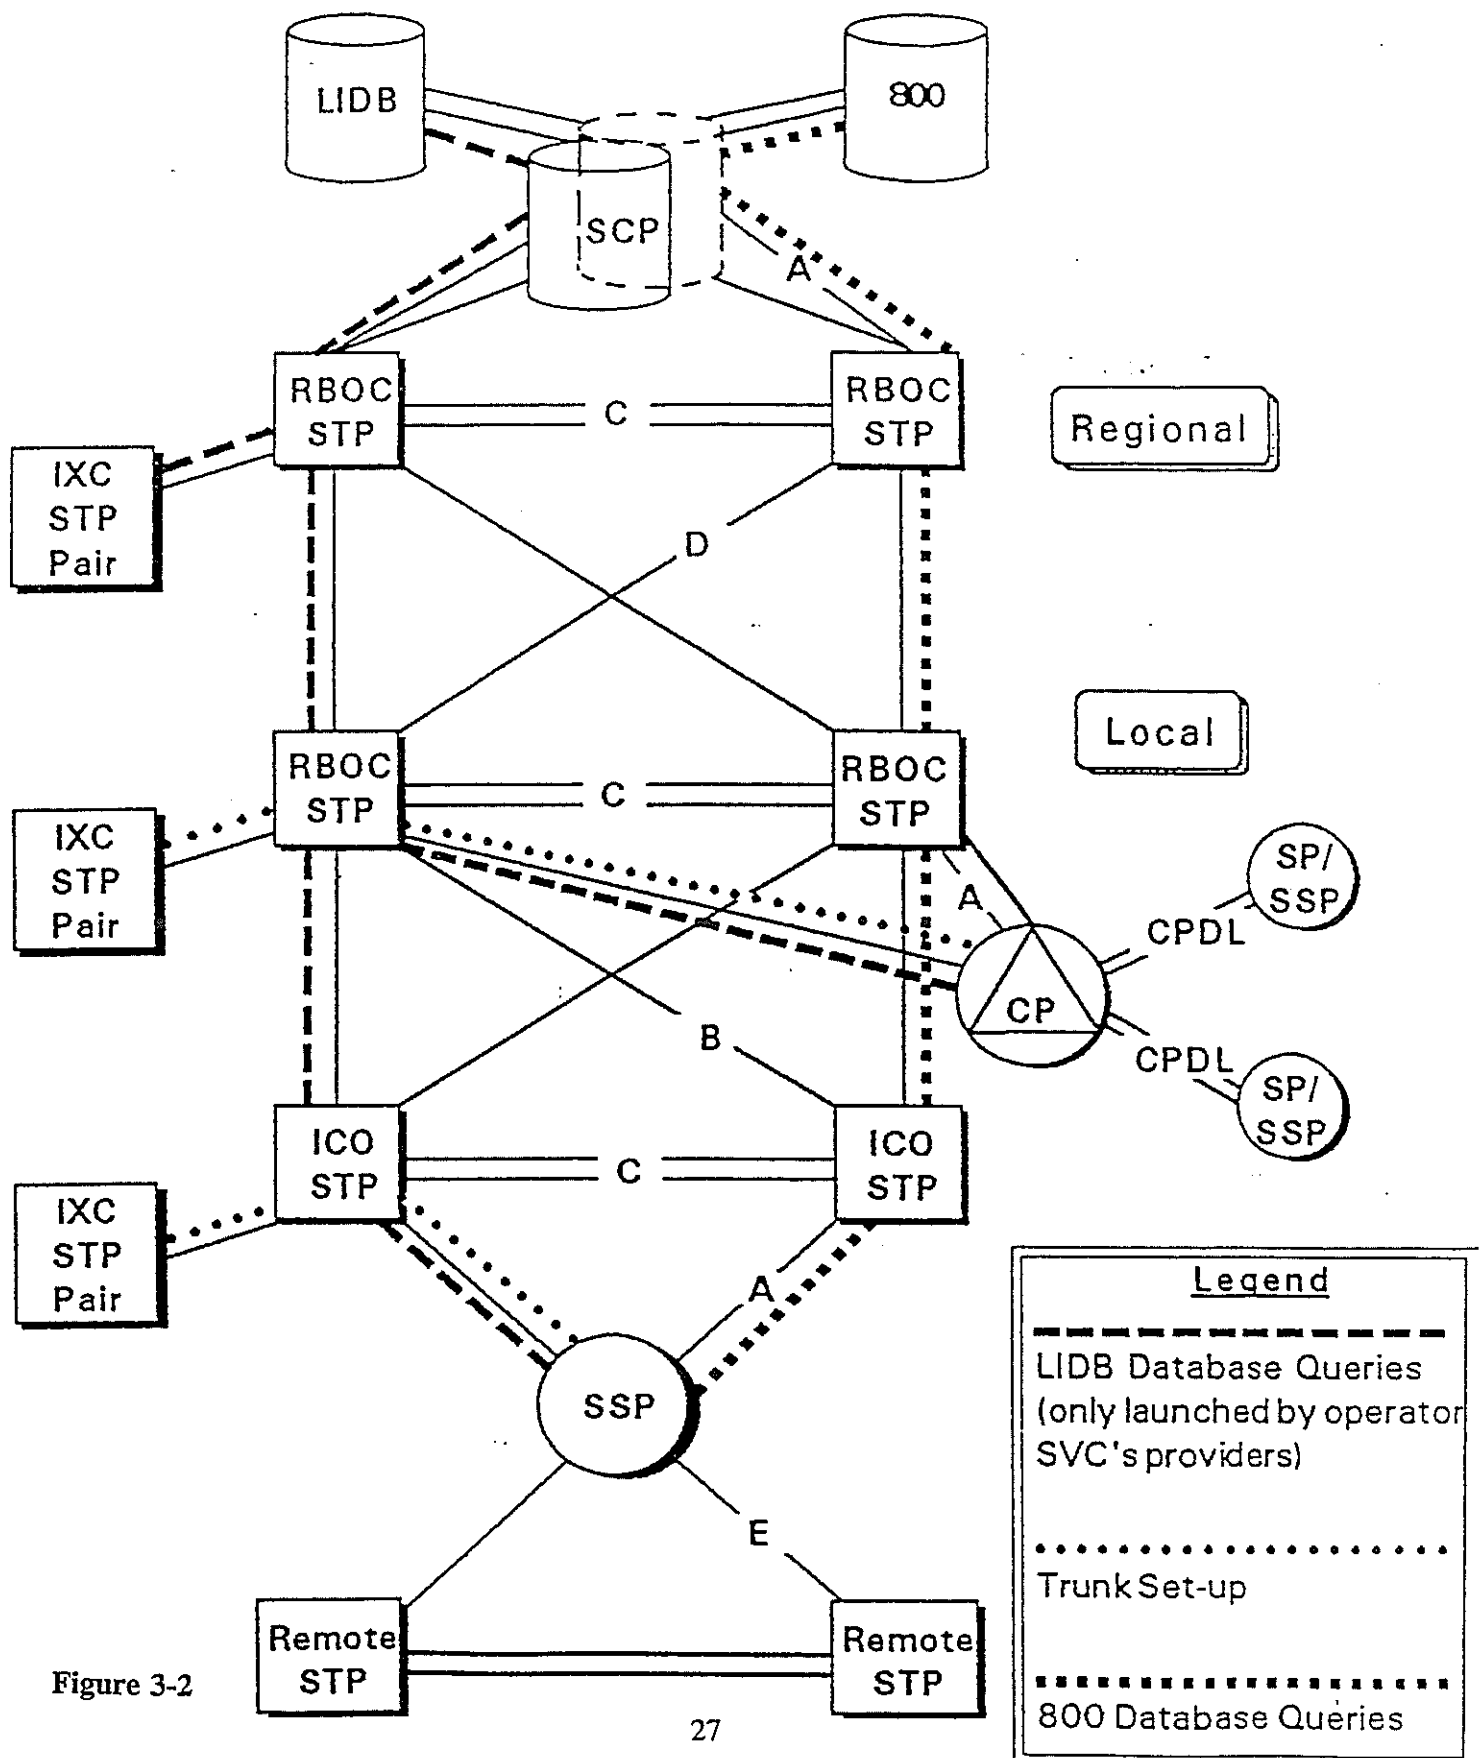 LIDB
800
SCP
A
RBOC
STP
C
RBOC
STP
Regional
IXC
STP
Pair
D
Local
RBOC
STP
C
RBOC
STP
IXC
STP
Pair
A
SP/
SSP
CPDL
CP
B
CPDL
SP/
SSP
ICO
STP
C
ICO
STP
IXC
STP
Pair
A
SSP
E
Remote
STP
Remote
STP
Legend
LIDB Database Queries
(only launched by operator
SVC's providers)
Trunk Set-up
800 Database Queries
Figure 3-2
27